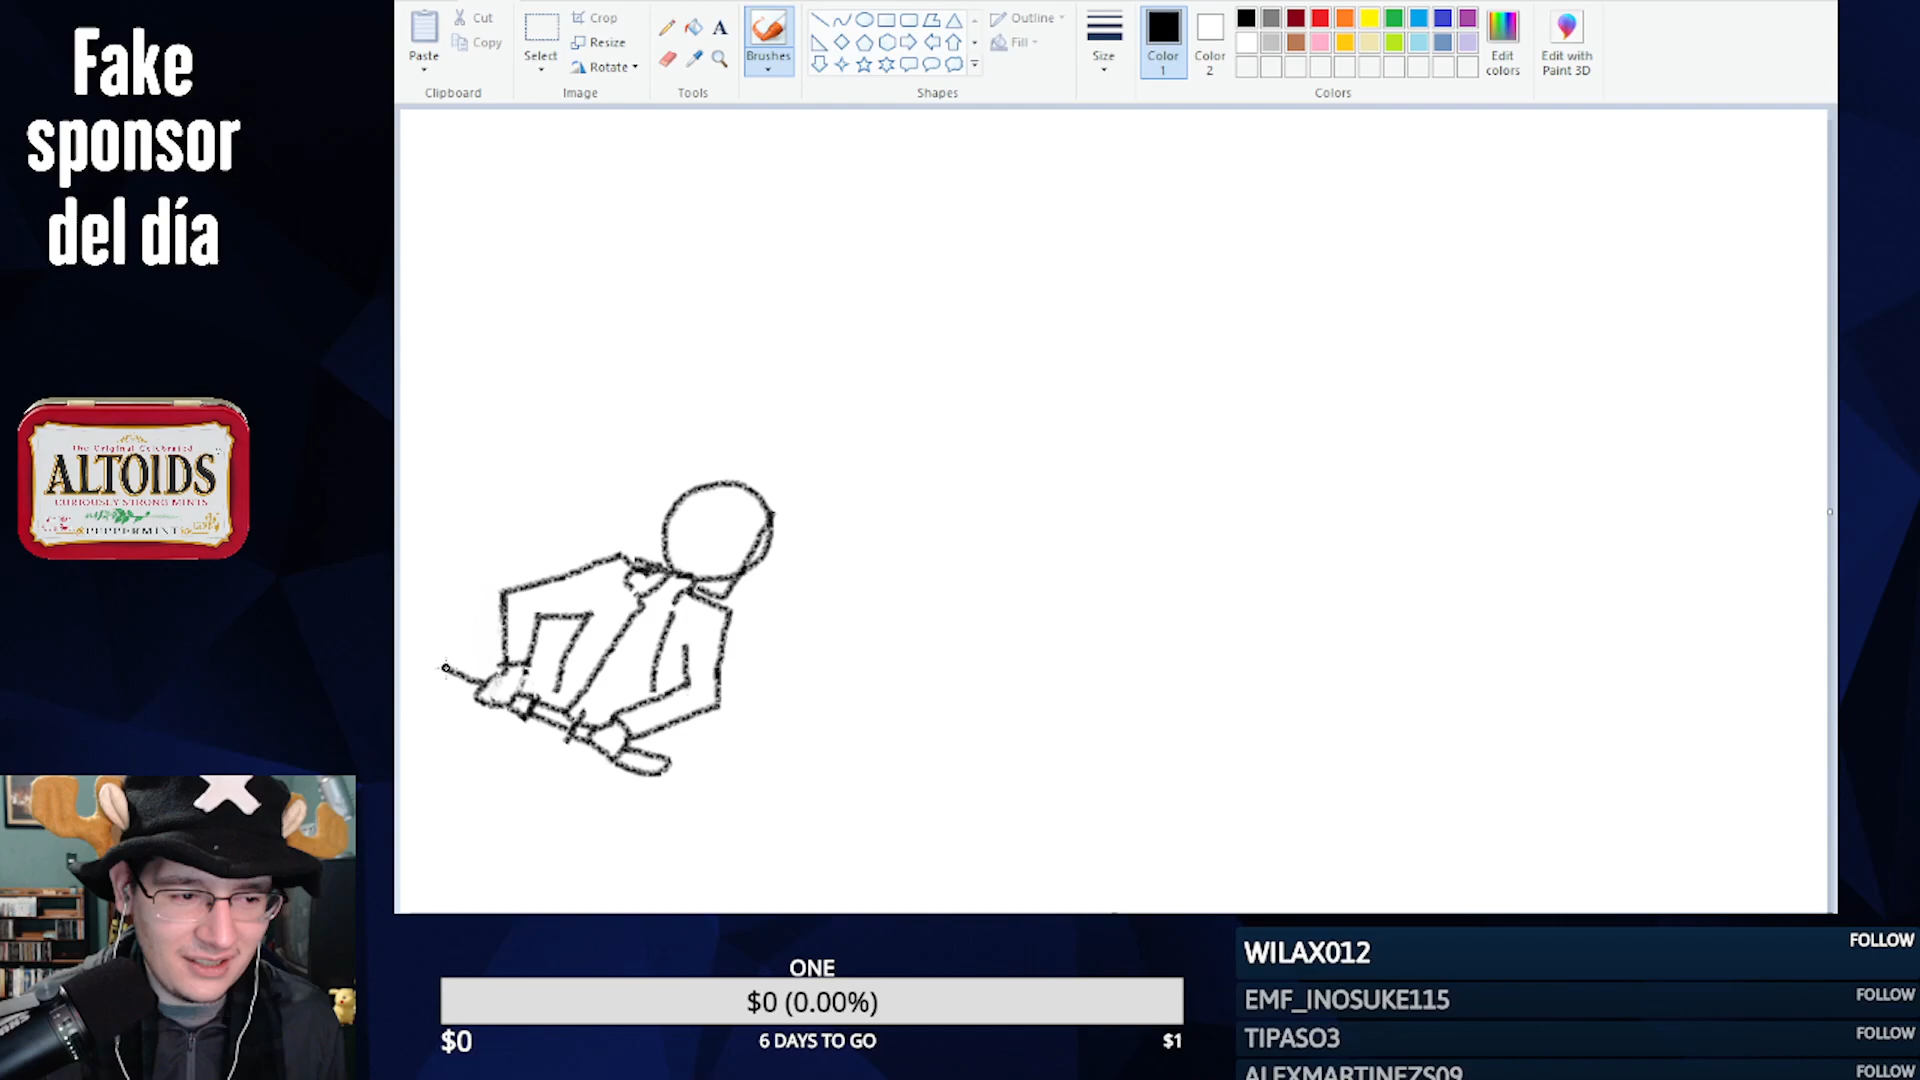 Fake
sponsor
del día
Paste
Cut
Copy
Clipboard
Select
Crop
Resize
Rotate
Image
Tools
A
Brushes
Shapes
Outline
Fill
Size
Color
1
Color
2
Colors
Edit
colors
Edit with
Paint 3D
The Original Celebrated
ALTOIDS
CURIOUSLY STRONG MINTS
PEPPERMINT
ONE
$0 (0.00%)
$0
6 DAYS TO GO
$1
WILAX012
FOLLOW
EMF_INOSUKE115
FOLLOW
TIPASO3
FOLLOW
ALEXMARTINEZS09
FOLLOW